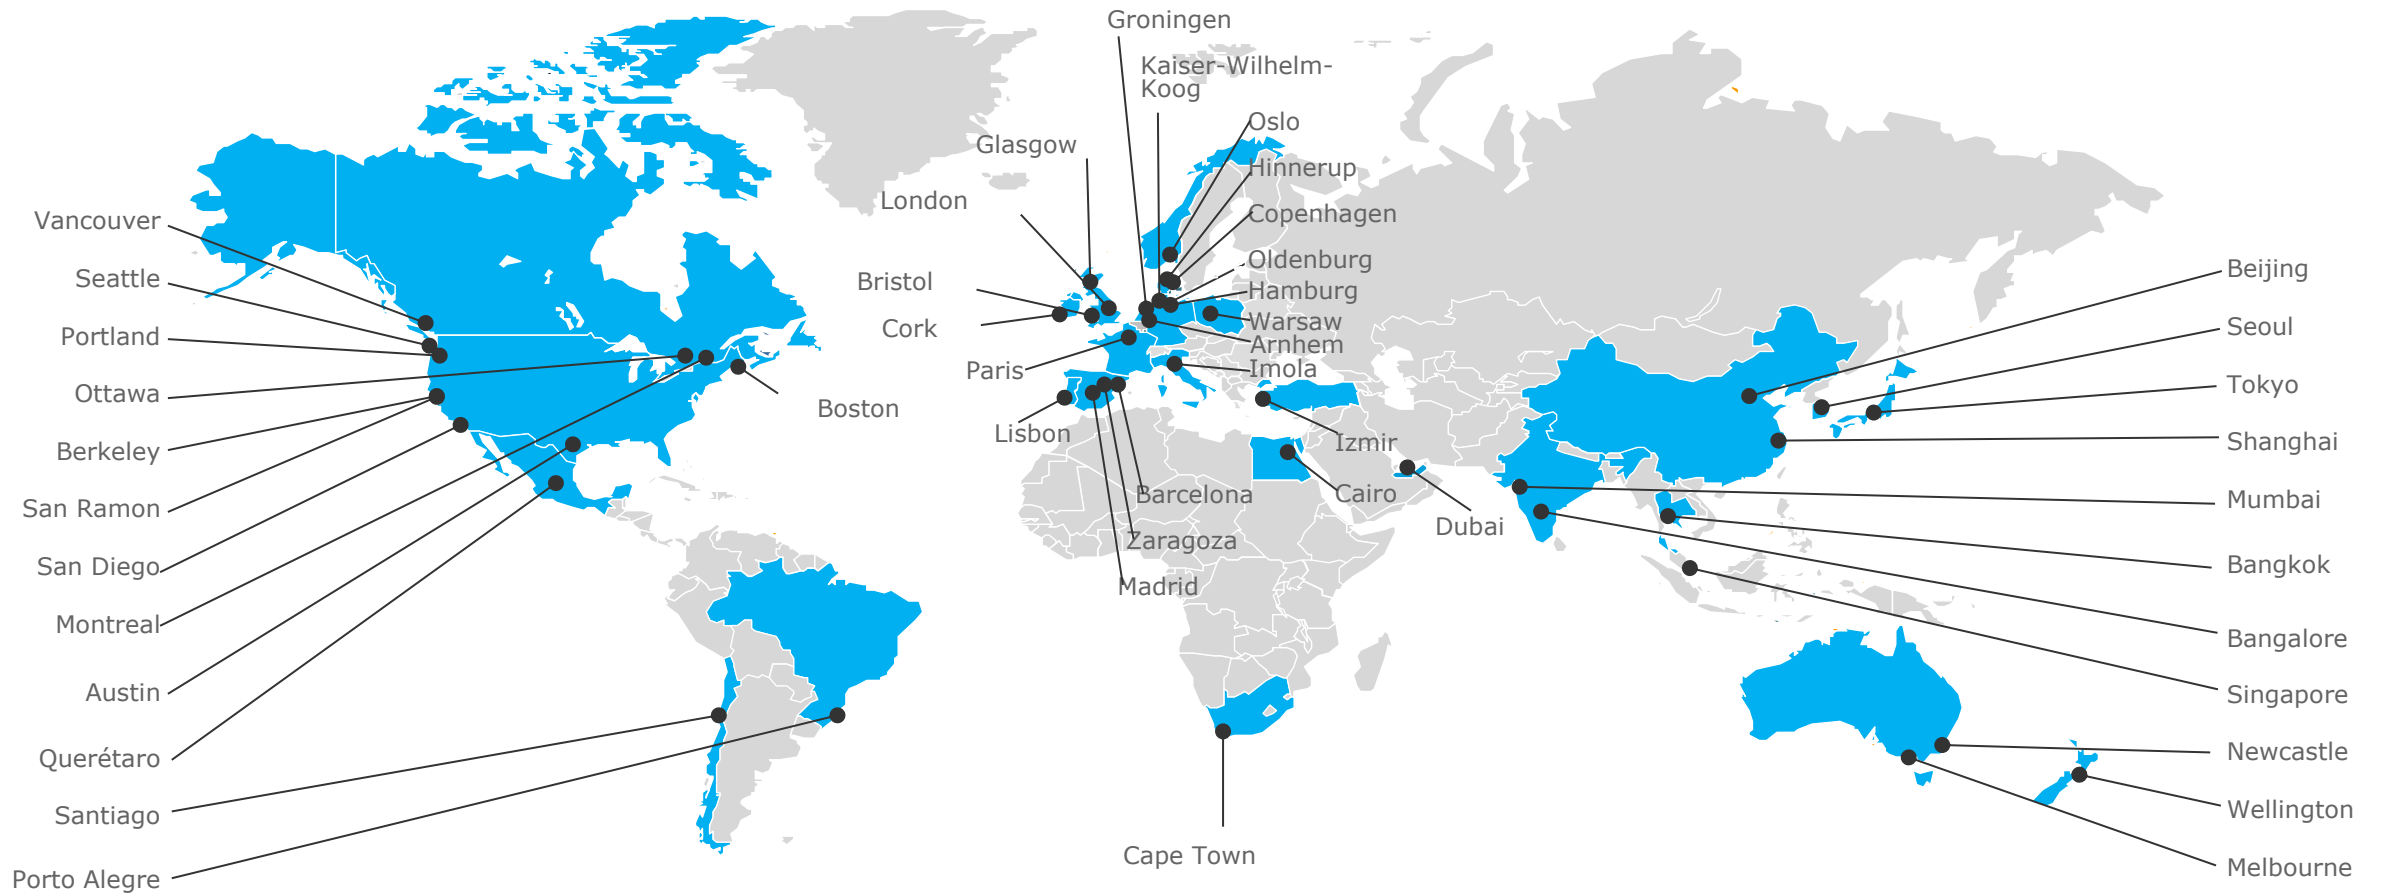 Groningen
Kaiser-Wilhelm-
Koog
Oslo
Glasgow
Hinnerup
London
Copenhagen
Vancouver
Oldenburg
Seattle
Bristol
Hamburg
Portland
Cork
Warsaw
Arnhem
Paris
Imola
Ottawa
Boston
Lisbon
Izmir
Berkeley
Barcelona
Cairo
San Ramon
Dubai
Zaragoza
San Diego
Madrid
Montreal
Austin
Querétaro
Santiago
Porto Alegre
Cape Town
Beijing
Seoul
Tokyo
Shanghai
Mumbai
Bangkok
Bangalore
Singapore
Newcastle
Wellington
Melbourne